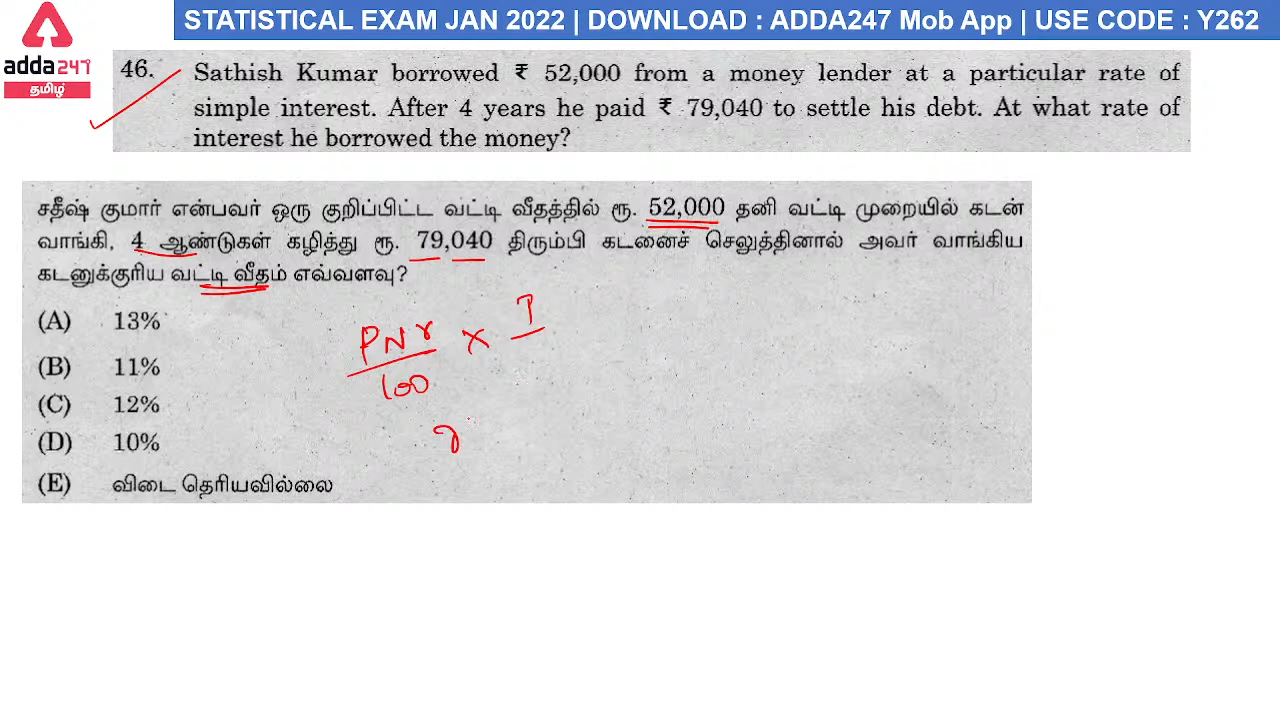 STATISTICAL EXAM JAN 2022 | DOWNLOAD : ADDA247 Mob App | USE CODE : Y262
adda247
தமிழ்
46. Sathish Kumar borrowed ₹ 52,000 from a money lender at a particular rate of
simple interest. After 4 years he paid ₹ 79,040 to settle his debt. At what rate of
interest he borrowed the money?
சதீஷ் குமார் என்பவர் ஒரு குறிப்பிட்ட வட்டி வீதத்தில் ரூ. 52,000 தனி வட்டி முறையில் கடன்
வாங்கி, 4 ஆண்டுகள் கழித்து ரூ. 79,040 திரும்பி கடனைச் செலுத்தினால் அவர் வாங்கிய
கடனுக்குரிய வட்டி வீதம் எவ்வளவு?
(A) 13%
(B) 11%
(C) 12%
(D) 10%
(E) விடை தெரியவில்லை
PNr ×
100